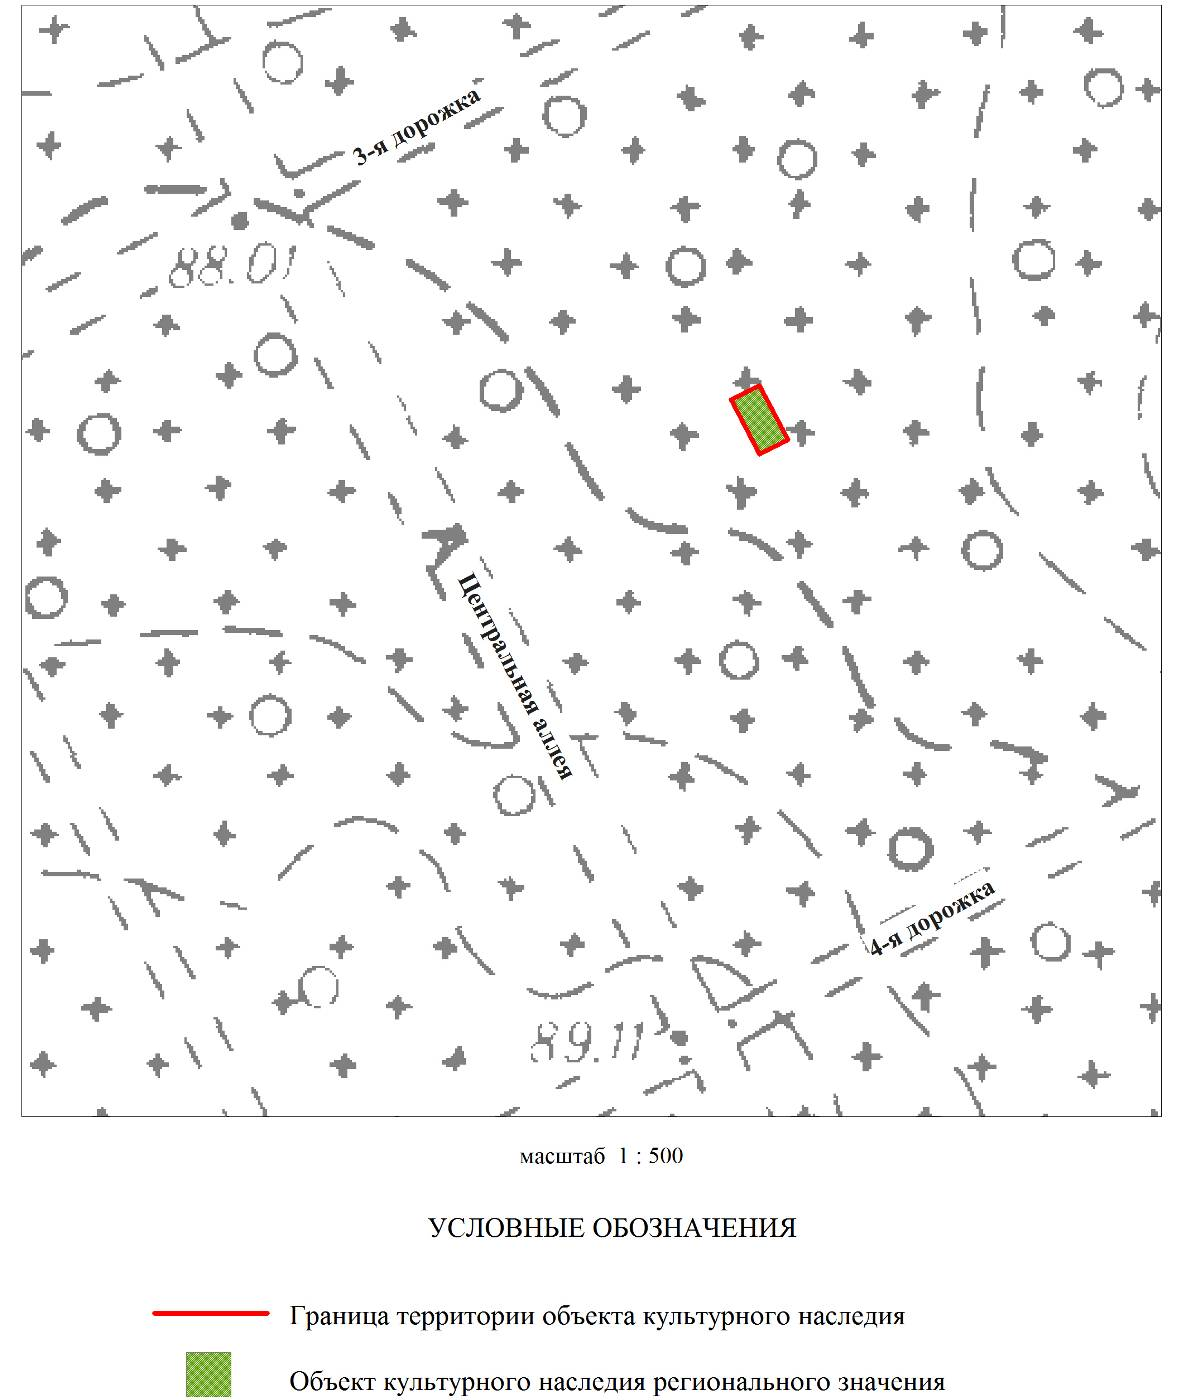 3-я дорожка
88.01
Центральная аллея
4-я дорожка
89.11
масштаб 1 : 500
УСЛОВНЫЕ ОБОЗНАЧЕНИЯ
Граница территории объекта культурного наследия
Объект культурного наследия регионального значения